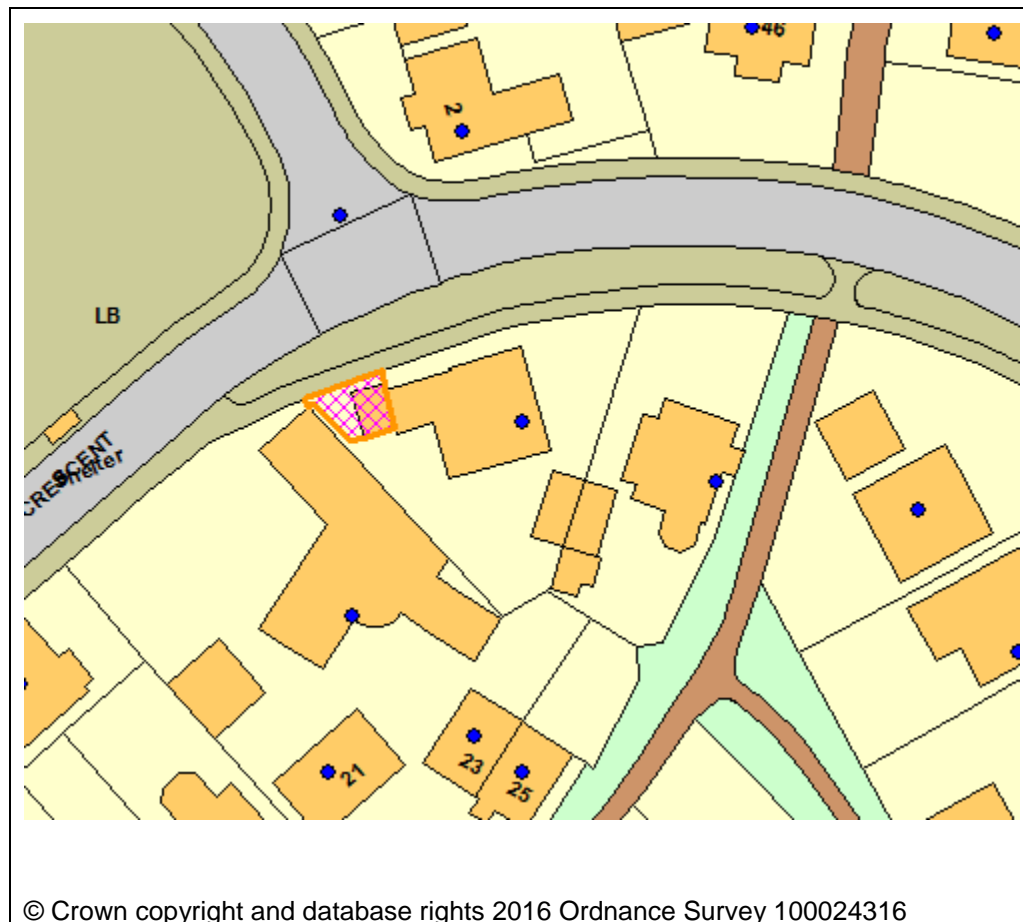 46
2
LB
CRESCENT
Shelter
21
23
25
© Crown copyright and database rights 2016 Ordnance Survey 100024316